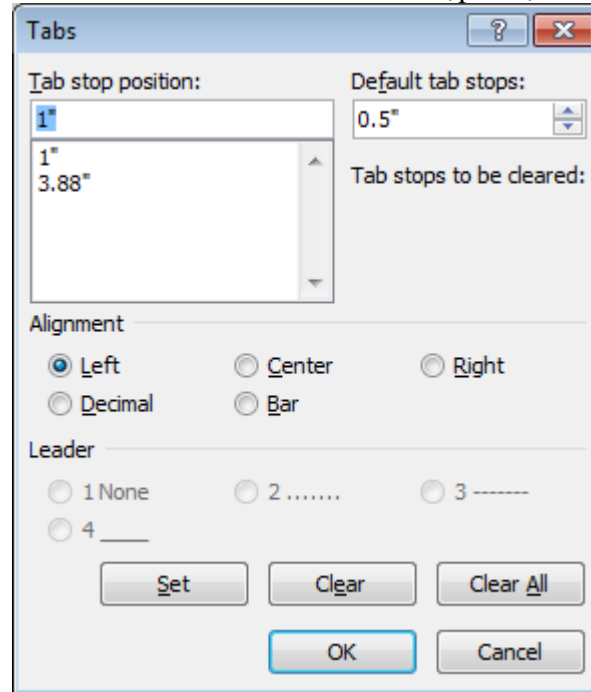 Tabs
Tab stop position:
Default tab stops:
1"
0.5"
1"
3.88"
Tab stops to be cleared:
Alignment
Left Center Right
Decimal Bar
Leader
1 None 2 ....... 3 -------
4 ____
Set Clear Clear All
OK Cancel